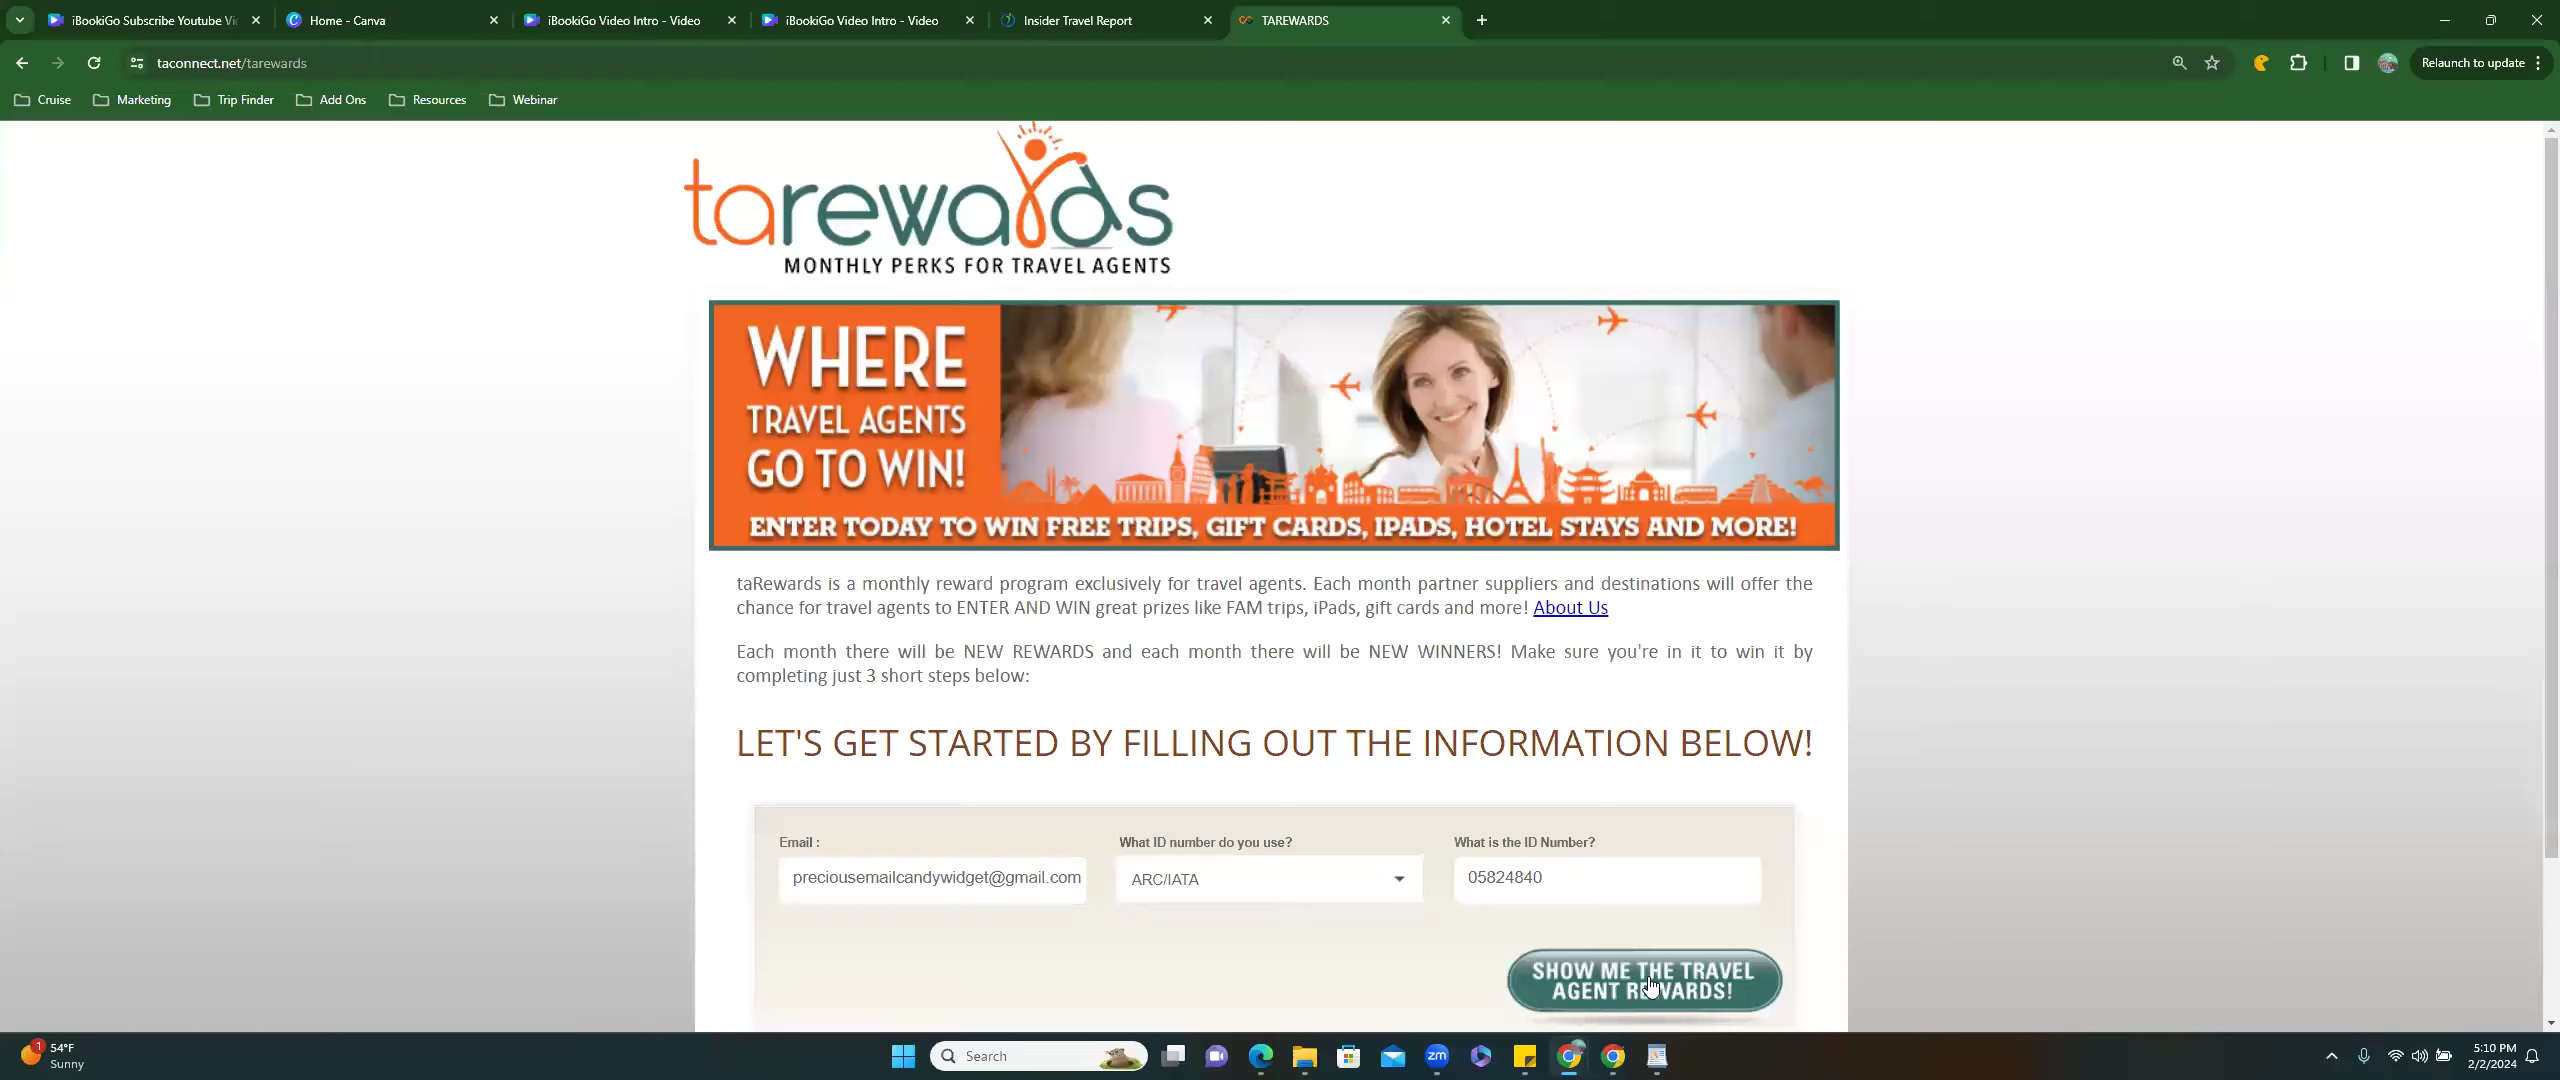 iBookiGo Subscribe Youtube Vi
Home - Canva
iBookiGo Video Intro - Video
iBookiGo Video Intro - Video
Insider Travel Report
TAREWARDS
taconnect.net/tarewards
Relaunch to update
Cruise
Marketing
Trip Finder
Add Ons
Resources
Webinar
tarewards
MONTHLY PERKS FOR TRAVEL AGENTS
WHERE
TRAVEL AGENTS
GO TO WIN!
ENTER TODAY TO WIN FREE TRIPS, GIFT CARDS, IPADS, HOTEL STAYS AND MORE!
taRewards is a monthly reward program exclusively for travel agents. Each month partner suppliers and destinations will offer the
chance for travel agents to ENTER AND WIN great prizes like FAM trips, iPads, gift cards and more! About Us
Each month there will be NEW REWARDS and each month there will be NEW WINNERS! Make sure you're in it to win it by
completing just 3 short steps below:
LET'S GET STARTED BY FILLING OUT THE INFORMATION BELOW!
Email :
What ID number do you use?
What is the ID Number?
preciousemailcandywidget@gmail.com
ARC/IATA
05824840
SHOW ME THE TRAVEL
AGENT REWARDS!
1
54°F
Sunny
Search
zm
5:10 PM
2/2/2024